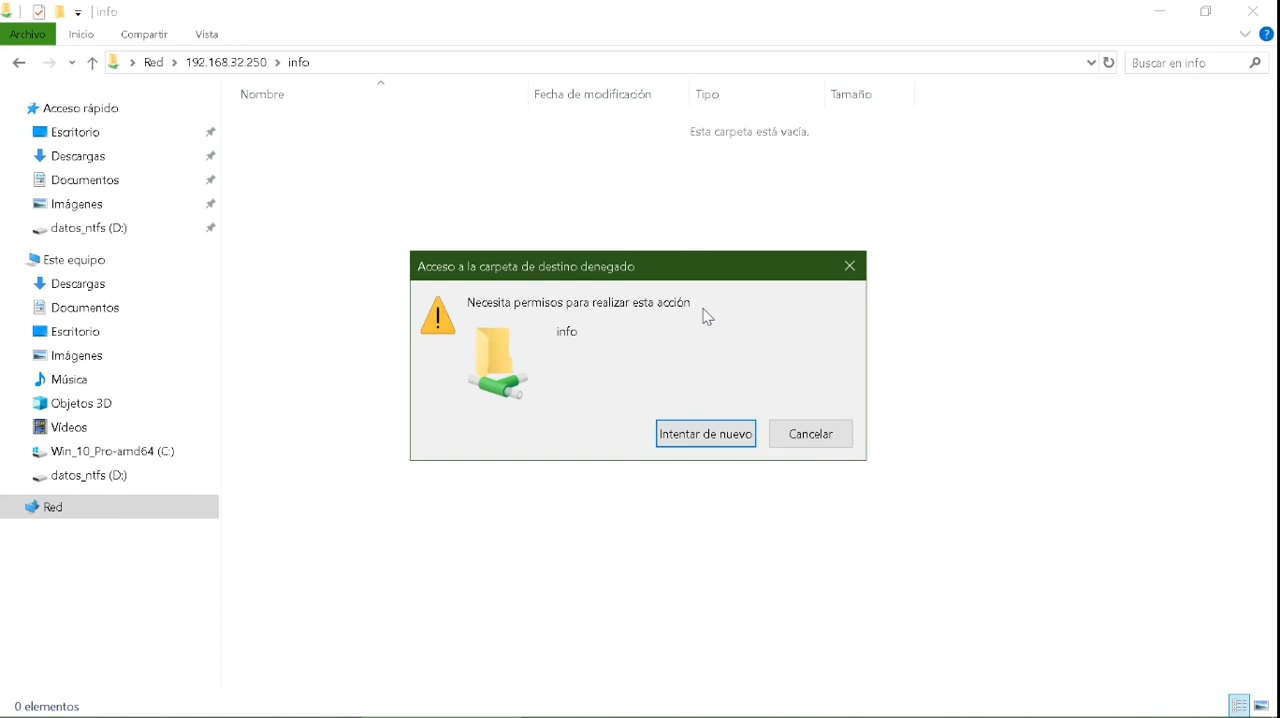 info
Archivo Inicio Compartir Vista
Red 192.168.32.250 info
Buscar en info
Nombre Fecha de modificación Tipo Tamaño
Esta carpeta está vacía.
Acceso rápido
Escritorio
Descargas
Documentos
Imágenes
datos_ntfs (D:)
Este equipo
Descargas
Documentos
Escritorio
Imágenes
Música
Objetos 3D
Vídeos
Win_10_Pro-amd64 (C:)
datos_ntfs (D:)
Red
Acceso a la carpeta de destino denegado
Necesita permisos para realizar esta acción
info
Intentar de nuevo Cancelar
0 elementos